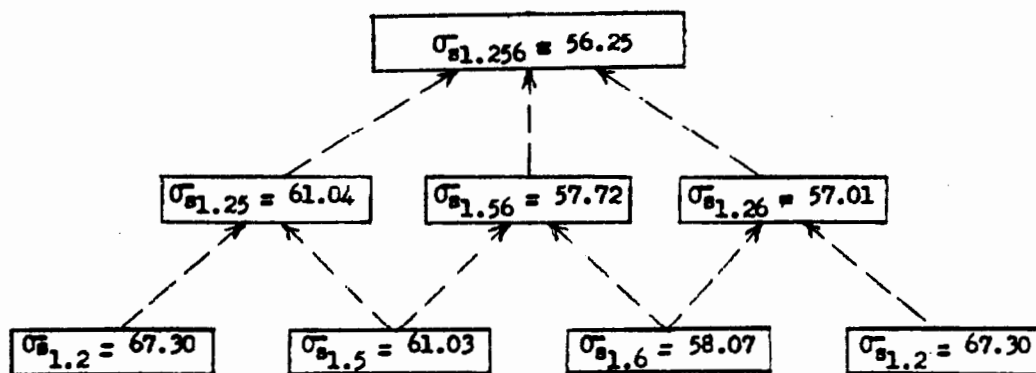 σs1.256 = 56.25
σs1.25 = 61.04
σs1.56 = 57.72
σs1.26 = 57.01
σs1.2 = 67.30
σs1.5 = 61.03
σs1.6 = 58.07
σs1.2 = 67.30